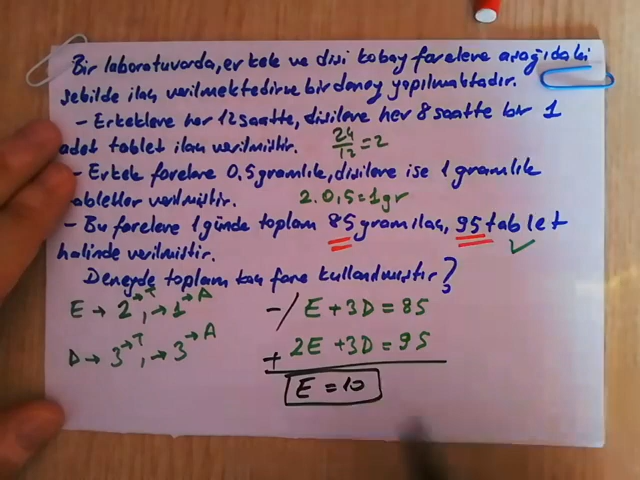 Bir laboratuvarda, erkek ve dişi kobay farelere aşağıdaki
şekilde ilaç verilmektedir ve bir deney yapılmaktadır.
- Erkeklere her 12 saatte, dişilere her 8 saatte bir 1
adet tablet ilaç verilmiştir. 24/12 = 2
- Erkek farelere 0,5 gramlık, dişilere ise 1 gramlık
tabletler verilmiştir. 2.0,5 = 1gr
- Bu farelere 1 günde toplam 85 gram ilaç, 95 tablet
halinde verilmiştir.
Deneyde toplam kaç fare kullanılmıştır?
E → 2→T, → 1→A
-/ E + 3D = 85
D → 3→T, → 3→A
+ 2E + 3D = 95
E = 10